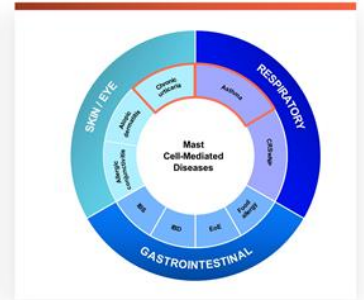 SKIN / EYE
RESPIRATORY
GASTROINTESTINAL
Chronic
urticaria
Asthma
Atopic
dermatitis
CRSwNP
Allergic
conjunctivitis
Food
allergy
IBS
IBD
EoE
Mast
Cell-Mediated
Diseases